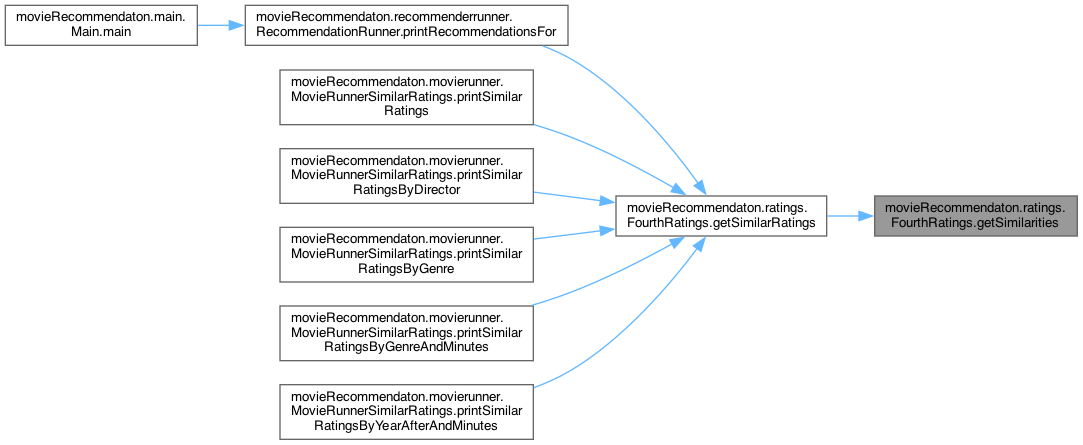 movieRecommendaton.main.
Main.main
movieRecommendaton.recommenderrunner.
RecommendationRunner.printRecommendationsFor
movieRecommendaton.movierunner.
MovieRunnerSimilarRatings.printSimilar
Ratings
movieRecommendaton.movierunner.
MovieRunnerSimilarRatings.printSimilar
RatingsByDirector
movieRecommendaton.movierunner.
MovieRunnerSimilarRatings.printSimilar
RatingsByGenre
movieRecommendaton.movierunner.
MovieRunnerSimilarRatings.printSimilar
RatingsByGenreAndMinutes
movieRecommendaton.movierunner.
MovieRunnerSimilarRatings.printSimilar
RatingsByYearAfterAndMinutes
movieRecommendaton.ratings.
FourthRatings.getSimilarRatings
movieRecommendaton.ratings.
FourthRatings.getSimilarities